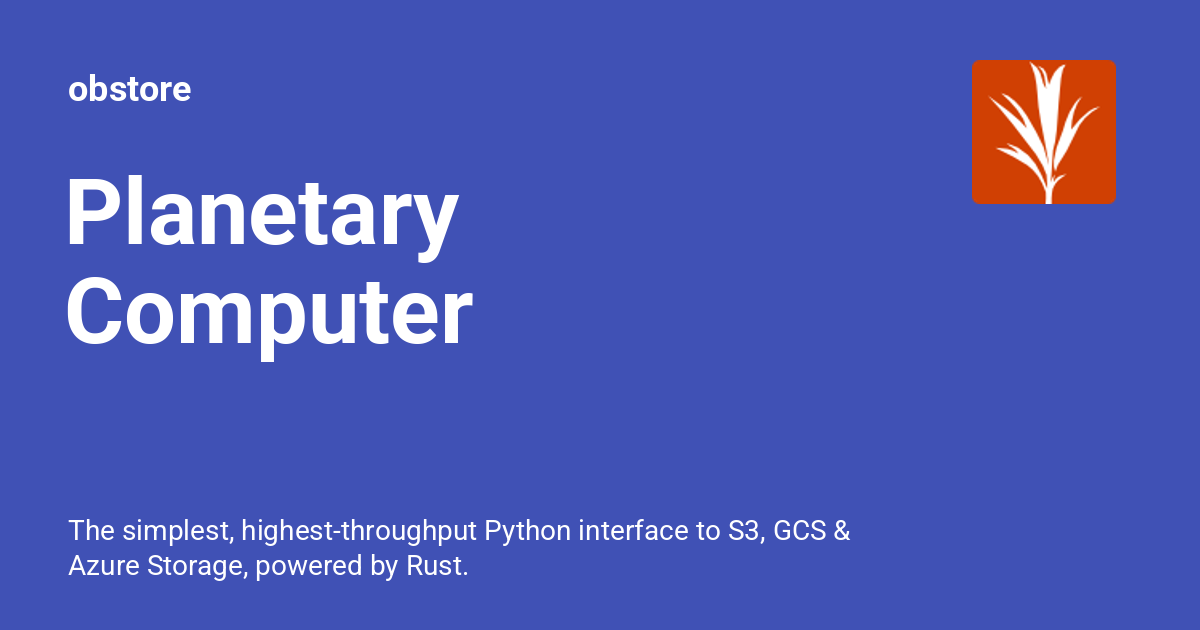 obstore
Planetary
Computer
The simplest, highest-throughput Python interface to S3, GCS &
Azure Storage, powered by Rust.